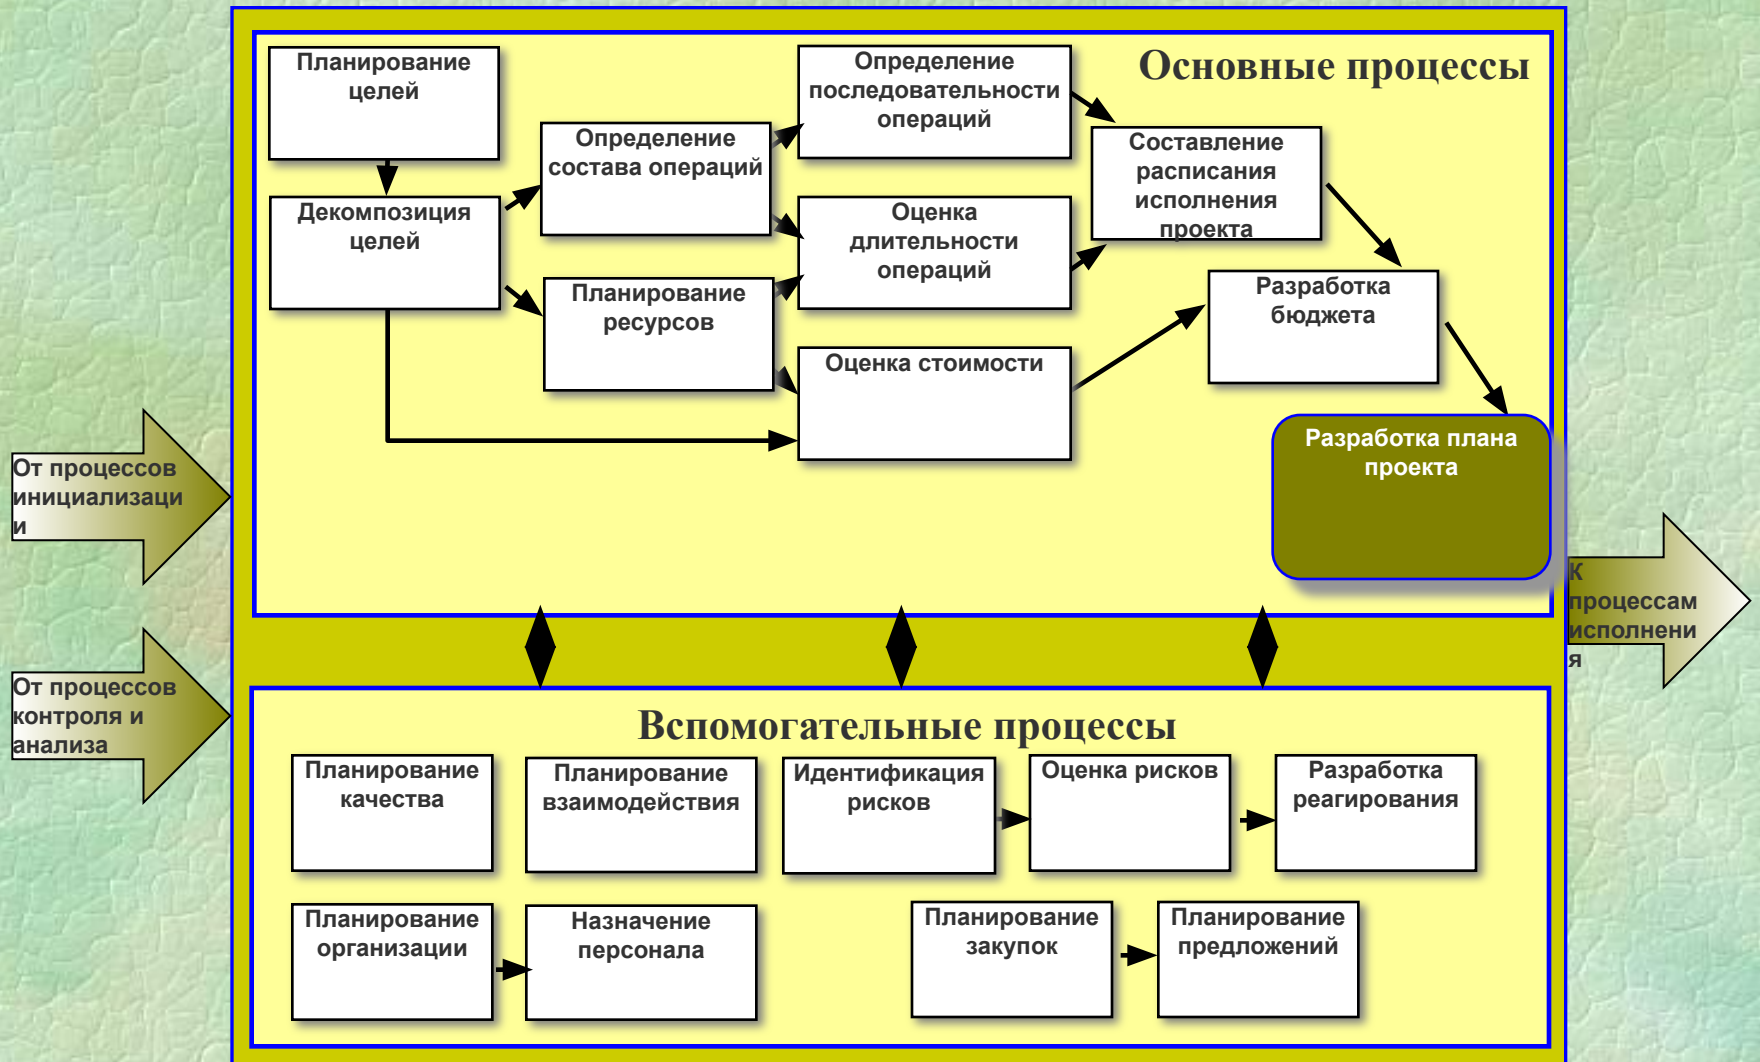 Основные процессы
Планирование
целей
Определение
последовательности
операций
Определение
состава операций
Составление
расписания
исполнения
проекта
Декомпозиция
целей
Оценка
длительности
операций
Планирование
ресурсов
Разработка
бюджета
Оценка стоимости
Разработка плана
проекта
От процессов
инициализаци
и
К
процессам
исполнени
я
От процессов
контроля и
анализа
Вспомогательные процессы
Планирование
качества
Планирование
взаимодействия
Идентификация
рисков
Оценка рисков
Разработка
реагирования
Планирование
организации
Назначение
персонала
Планирование
закупок
Планирование
предложений